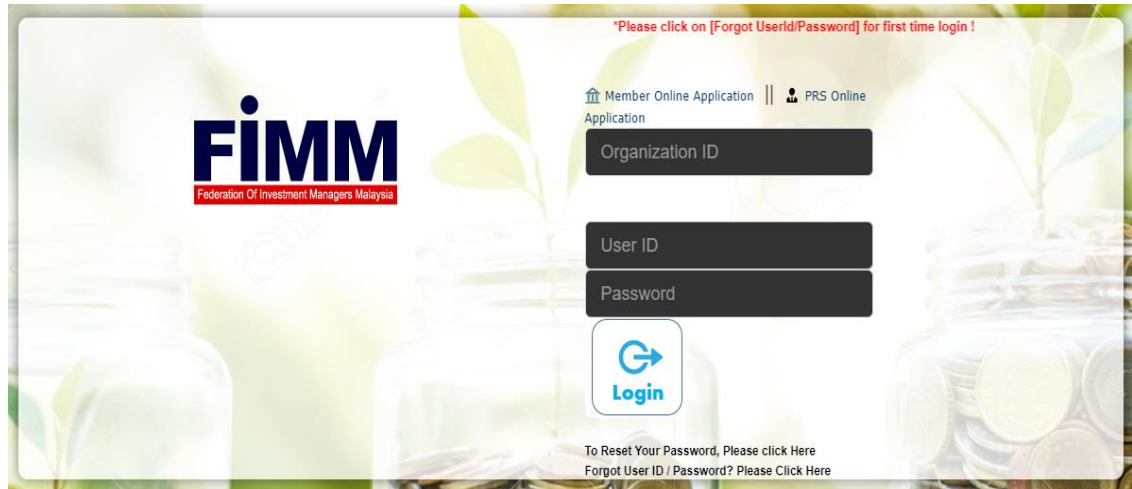 *Please click on [Forgot UserId/Password] for first time login !
FiMM
Federation Of Investment Managers Malaysia
Member Online Application || PRS Online
Application
Organization ID
User ID
Password
Login
To Reset Your Password, Please click Here
Forgot User ID / Password? Please Click Here